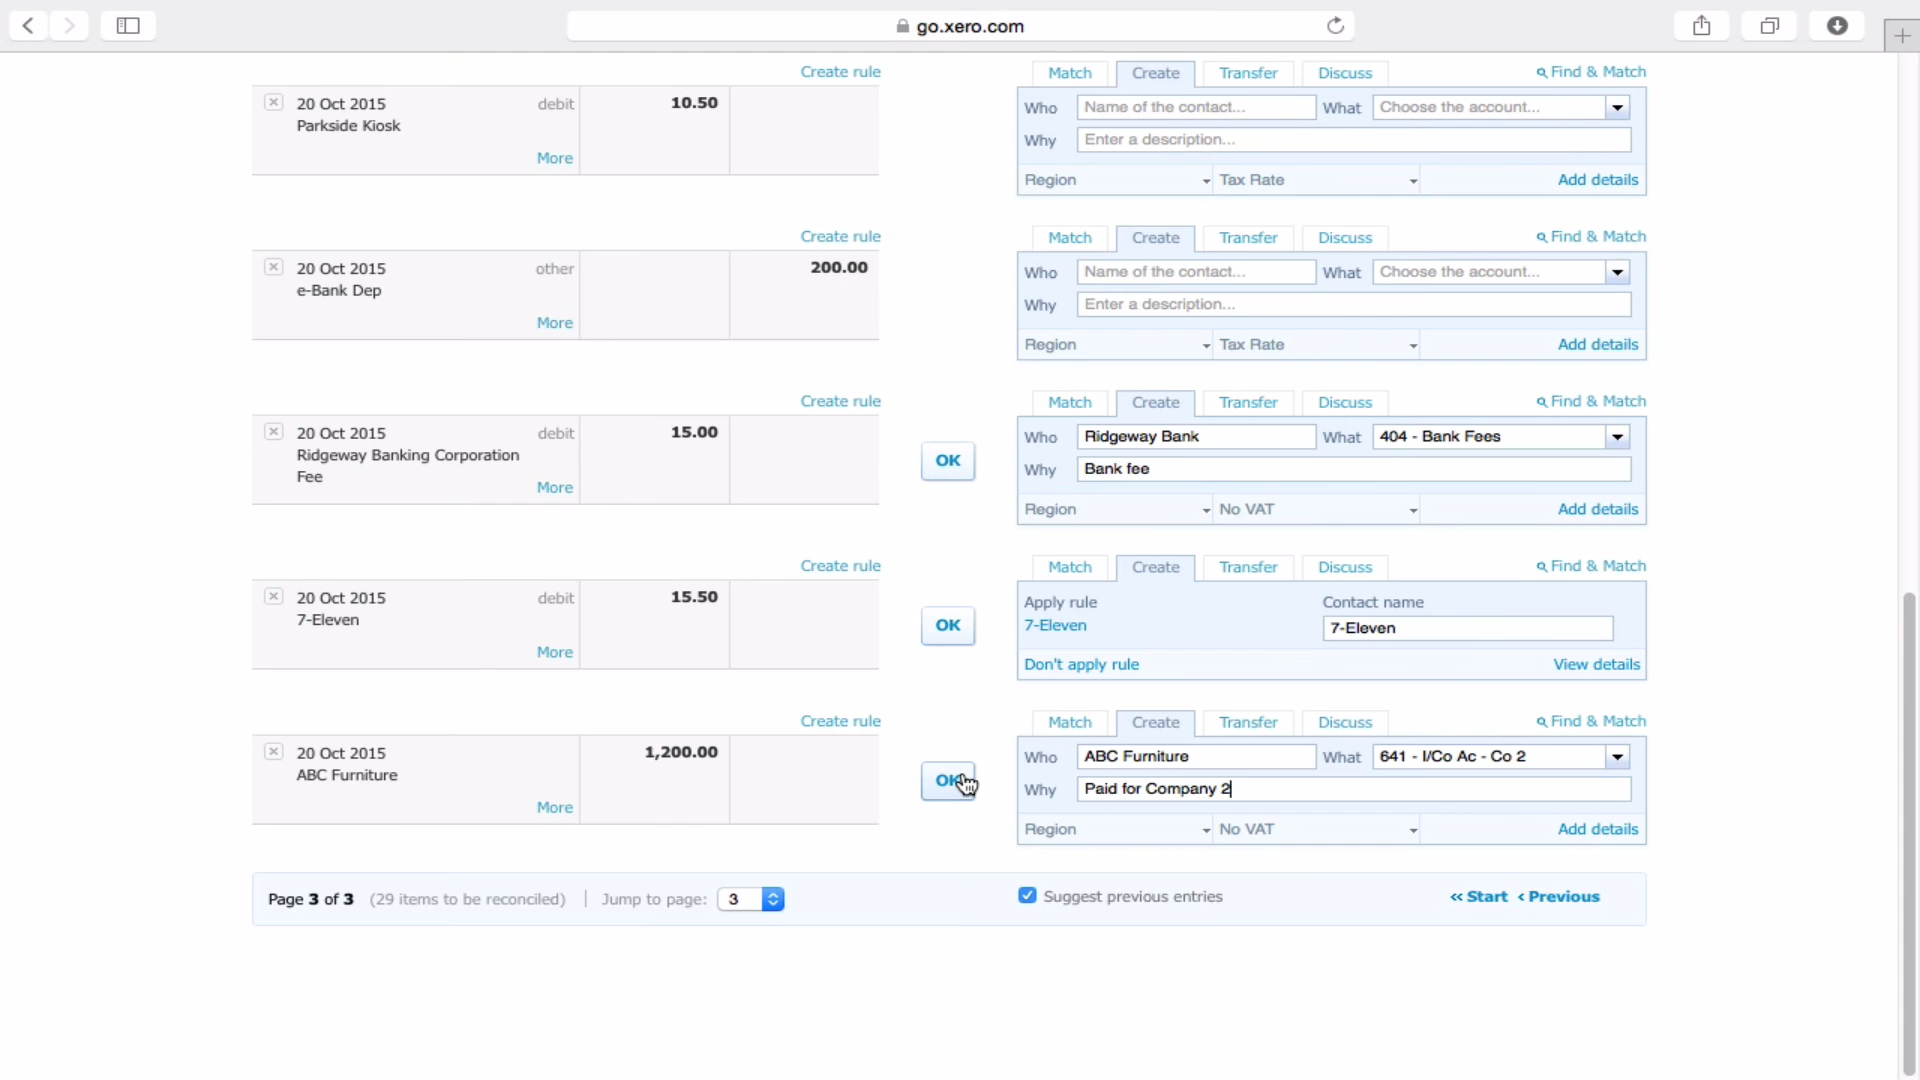 go.xero.com
Create rule
Match Create Transfer Discuss Find & Match
20 Oct 2015 debit 10.50
Parkside Kiosk
More
Who Name of the contact... What Choose the account...
Why Enter a description...
Region Tax Rate Add details
Create rule
Match Create Transfer Discuss Find & Match
20 Oct 2015 other 200.00
e-Bank Dep
More
Who Name of the contact... What Choose the account...
Why Enter a description...
Region Tax Rate Add details
Create rule
Match Create Transfer Discuss Find & Match
20 Oct 2015 debit 15.00
Ridgeway Banking Corporation
Fee
More
OK
Who Ridgeway Bank What 404 - Bank Fees
Why Bank fee
Region No VAT Add details
Create rule
Match Create Transfer Discuss Find & Match
20 Oct 2015 debit 15.50
7-Eleven
More
OK
Apply rule Contact name
7-Eleven 7-Eleven
Don't apply rule View details
Create rule
Match Create Transfer Discuss Find & Match
20 Oct 2015 1,200.00
ABC Furniture
More
OK
Who ABC Furniture What 641 - I/Co Ac - Co 2
Why Paid for Company 2
Region No VAT Add details
Page 3 of 3 (29 items to be reconciled) | Jump to page: 3 Suggest previous entries << Start < Previous